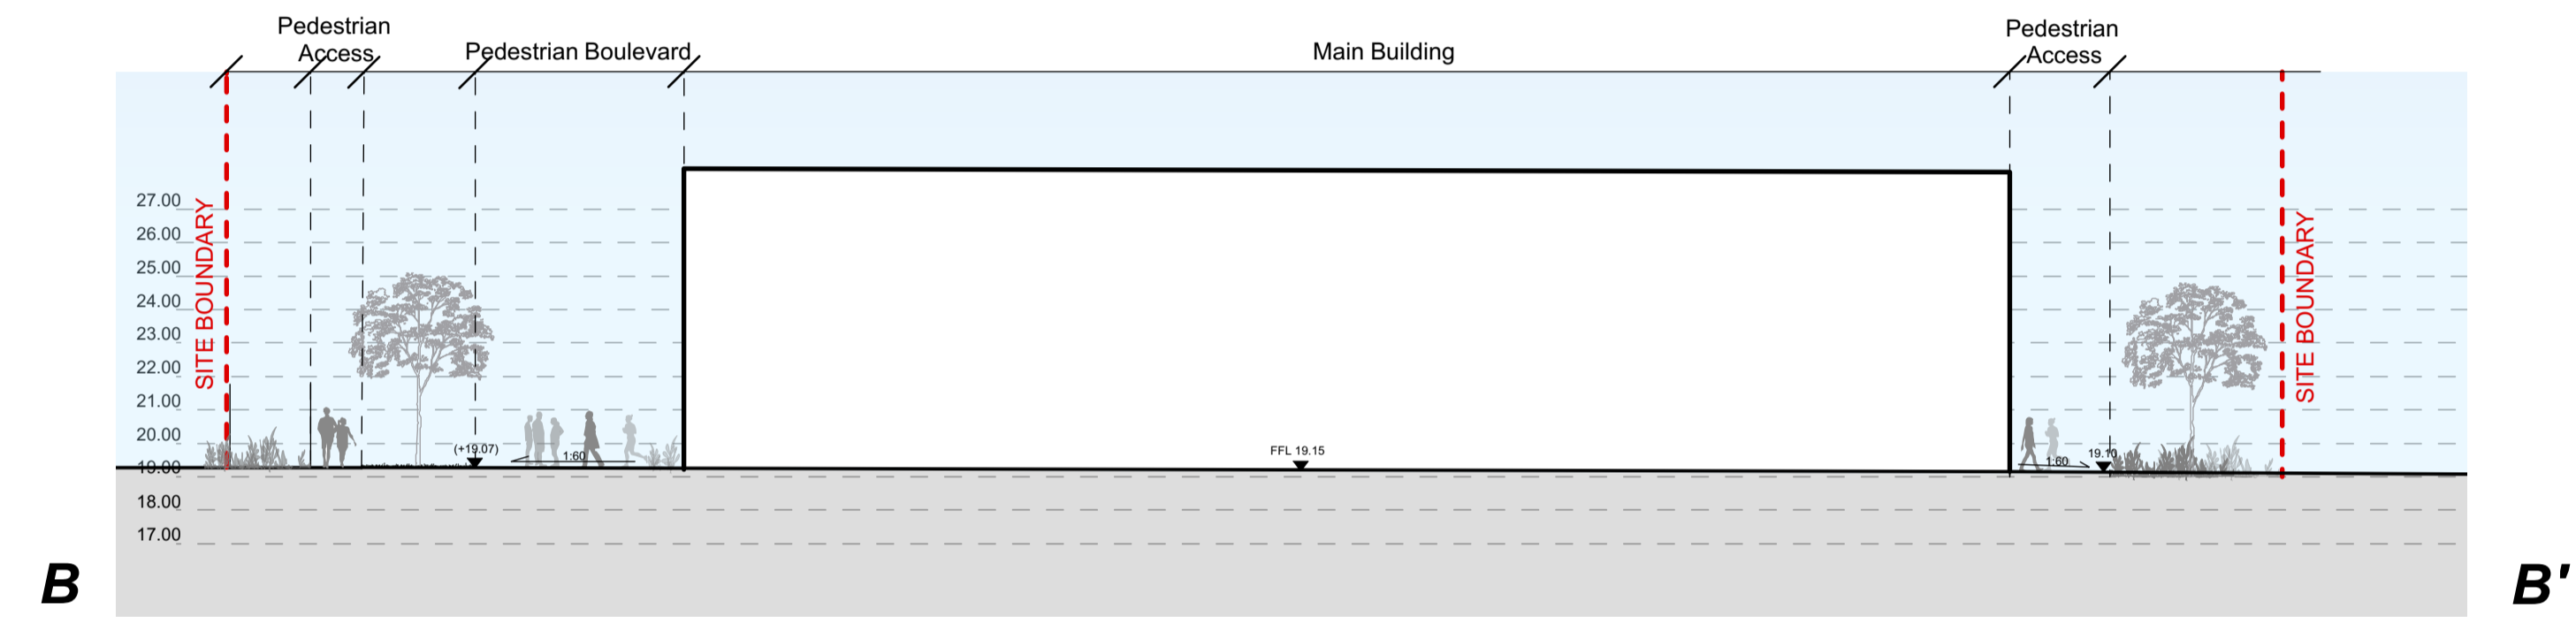 Pedestrian
Access
Pedestrian Boulevard
Main Building
Pedestrian
Access
27.00
26.00
25.00
24.00
23.00
22.00
21.00
20.00
19.00
18.00
17.00
SITE BOUNDARY
(+19.07)
1:60
FFL 19.15
1:60
19.10
SITE BOUNDARY
B
B'